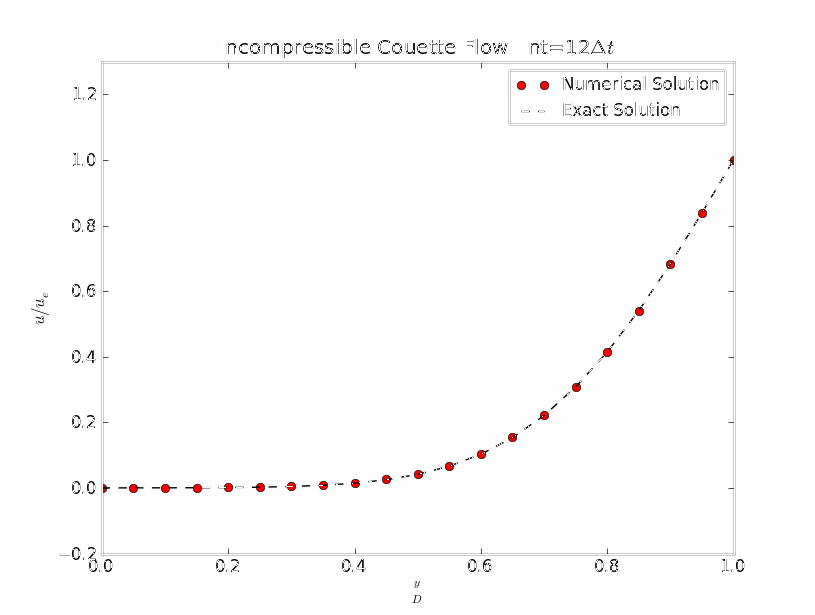 ncompressible Couette Flow nt=12Δt
Numerical Solution
Exact Solution
1.2
1.0
0.8
0.6
0.4
0.2
0.0
−0.2
u/u_e
0.0 0.2 0.4 0.6 0.8 1.0
y
D